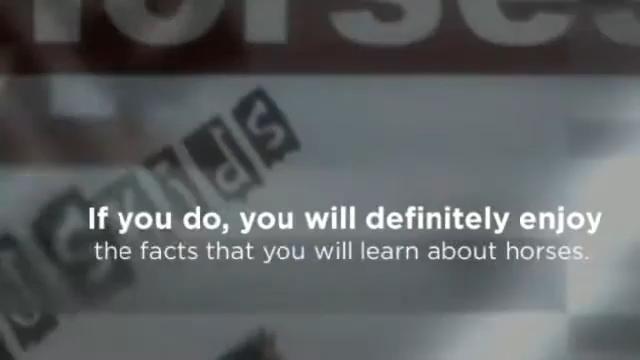 Horses
If you do, you will definitely enjoy
the facts that you will learn about horses.